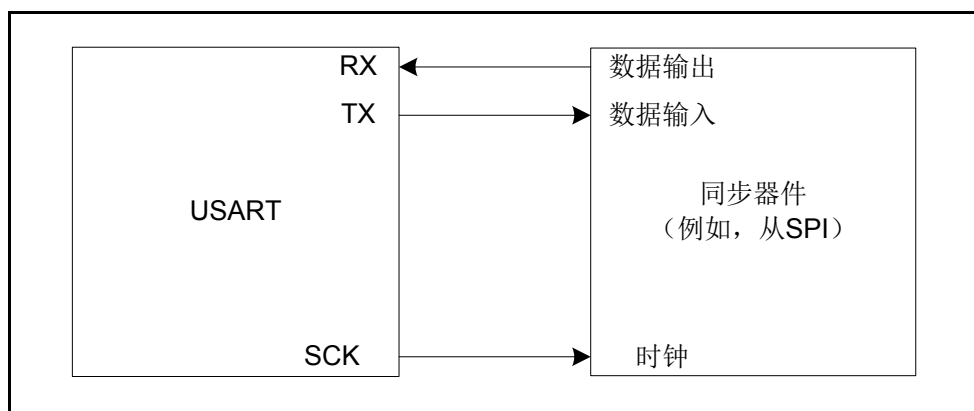 RX
数据输出
TX
数据输入
USART
同步器件
（例如，从SPI）
SCK
时钟